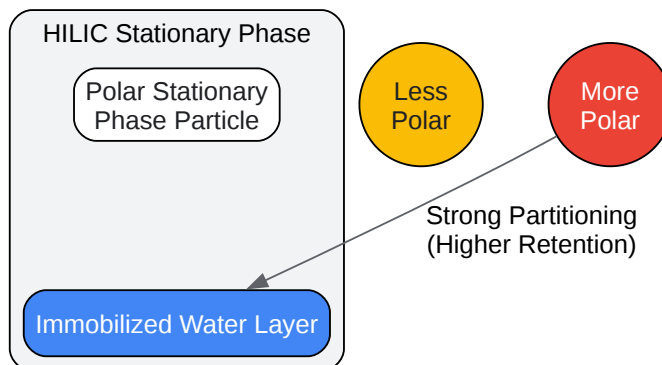 HILIC Stationary Phase
Polar Stationary
Phase Particle
Less
Polar
More
Polar
Strong Partitioning
(Higher Retention)
Immobilized Water Layer